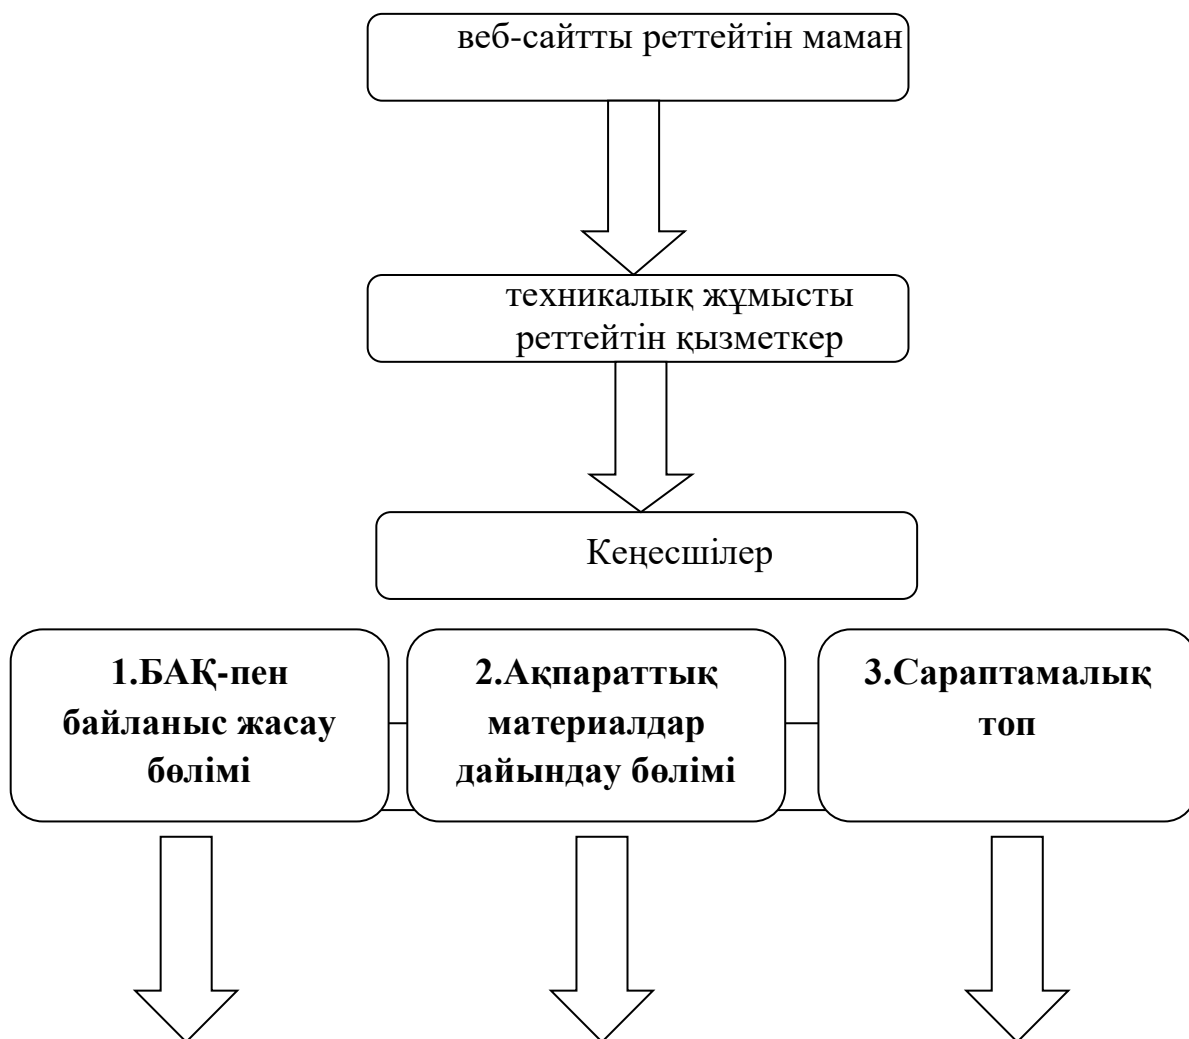 веб-сайтты реттейтін маман
техникалық жұмысты
реттейтін қызметкер
Кеңесшілер
1.БАҚ-пен
байланыс жасау
бөлімі
2.Ақпараттық
материалдар
дайындау бөлімі
3.Сараптамалық
топ